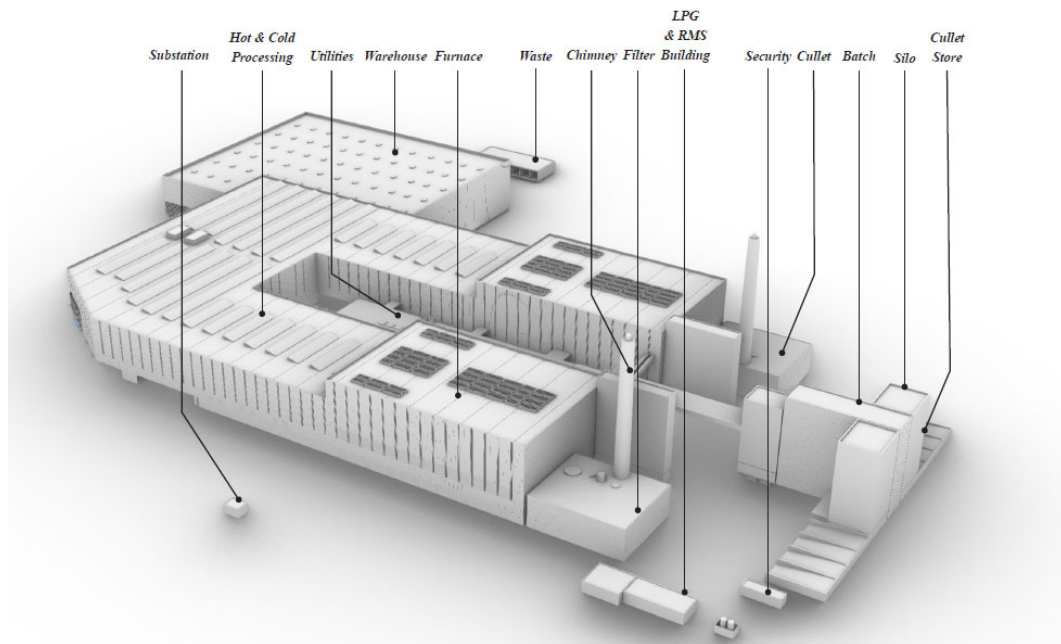 LPG
& RMS
Building
Hot & Cold
Processing
Cullet
Store
Substation
Utilities
Warehouse
Furnace
Waste
Chimney
Filter
Security
Cullet
Batch
Silo